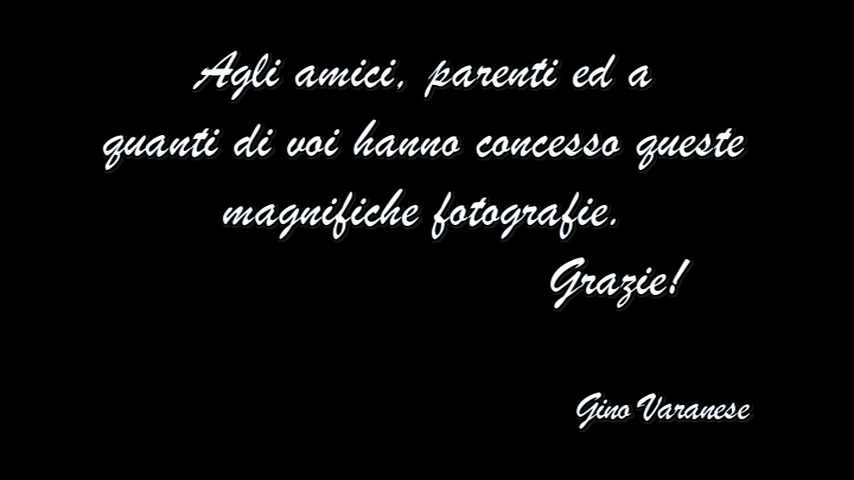 Agli amici, parenti ed a
quanti di voi hanno concesso queste
magnifiche fotografie.
Grazie!
Gino Varanese